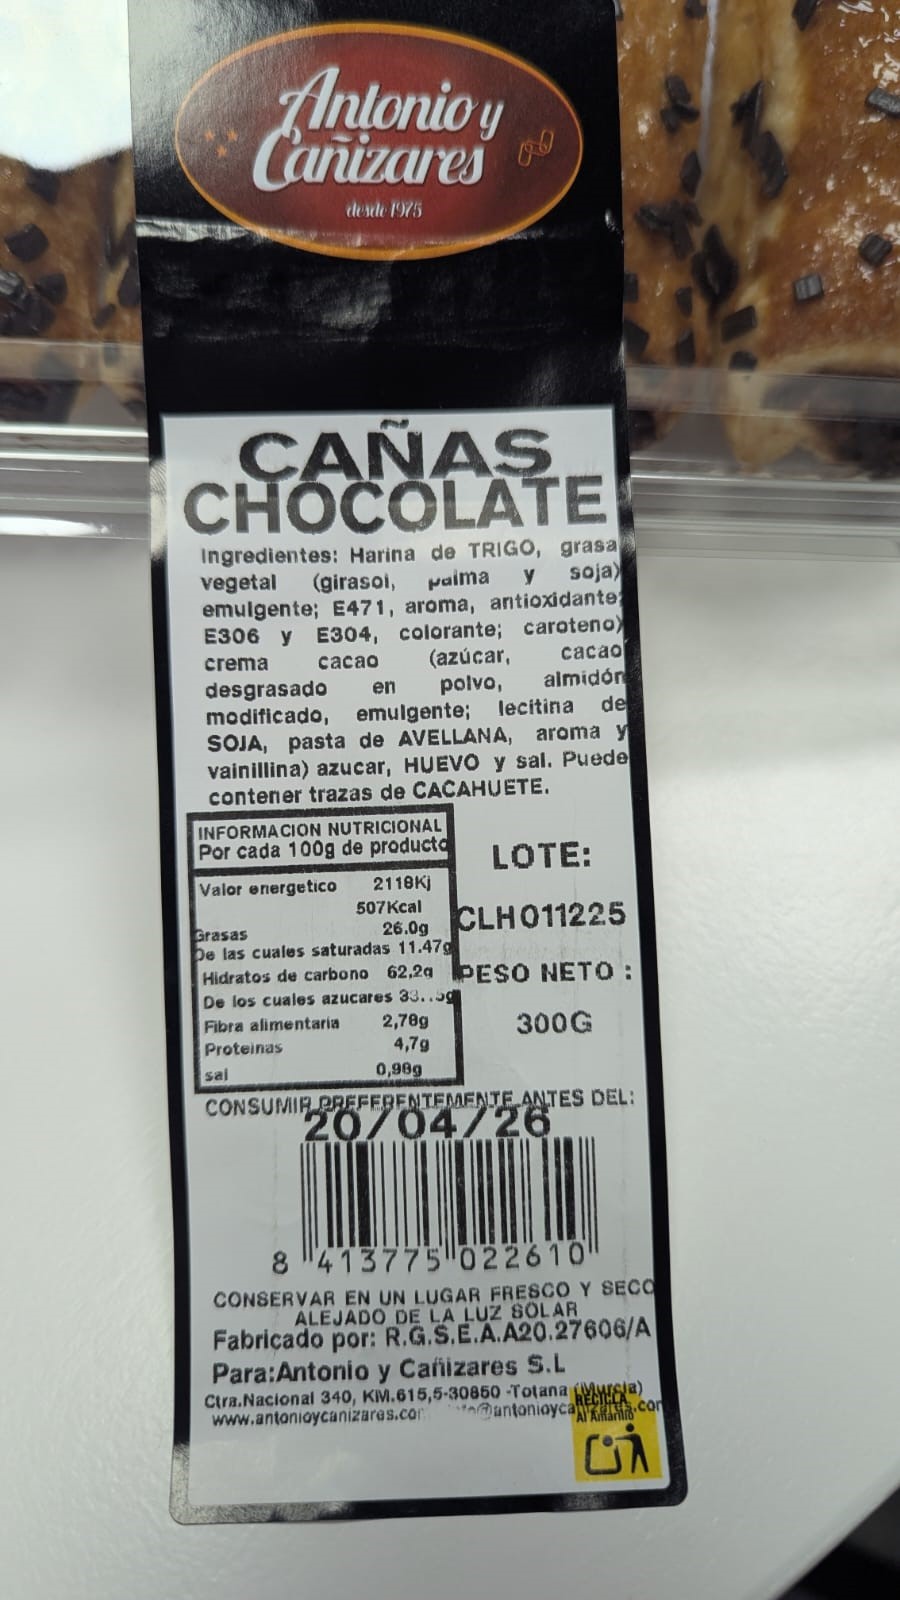 Antonio y
Cañizares
desde 1975
CAÑAS
CHOCOLATE
Ingredientes: Harina de TRIGO, grasa
vegetal (girasol, palma y soja)
emulgente; E471, aroma, antioxidante;
E306 y E304, colorante; caroteno)
crema cacao (azúcar, cacao
desgrasado en polvo, almidón
modificado, emulgente; lecitina de
SOJA, pasta de AVELLANA, aroma y
vainillina) azucar, HUEVO y sal. Puede
contener trazas de CACAHUETE.
INFORMACION NUTRICIONAL
Por cada 100g de producto
Valor energetico 2118Kj
507Kcal
Grasas 26.0g
De las cuales saturadas 11.47g
Hidratos de carbono 62,2g
De los cuales azucares
Fibra alimentaria 2,78g
Proteinas 4,7g
sal 0,98g
LOTE:
CLH011225
PESO NETO :
300G
CONSUMIR PREFERENTEMENTE ANTES DEL:
20/04/26
8 413775 022610
CONSERVAR EN UN LUGAR FRESCO Y SECO
ALEJADO DE LA LUZ SOLAR
Fabricado por: R.G.S.E.A.A20.27606/A
Para:Antonio y Cañizares S.L
Ctra.Nacional 340, KM.615,5-30850 -Totana (Murcia)
www.antonioycanizares.com
RECICLA
Al Amarillo